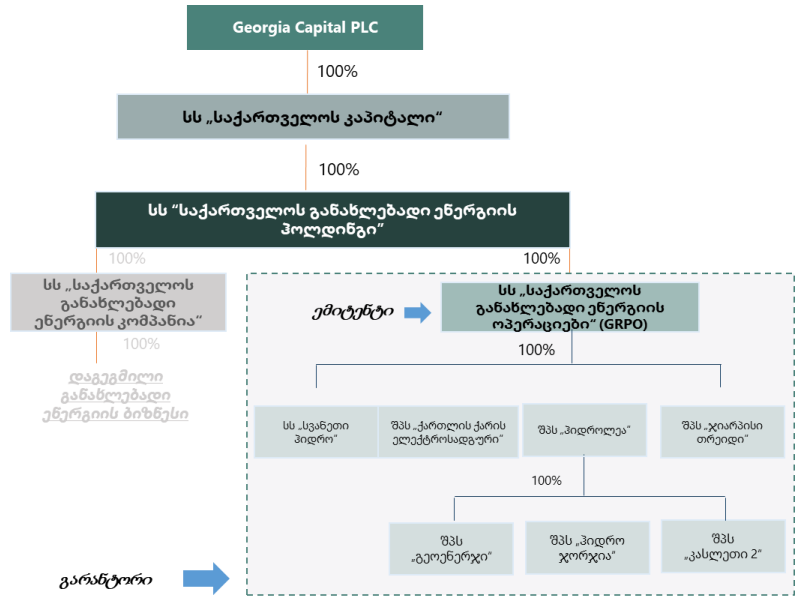 Georgia Capital PLC
100%
სს „საქართველოს კაპიტალი“
100%
სს “საქართველოს განახლებადი ენერგიის
ჰოლდინგი”
100%
100%
სს „საქართველოს
განახლებადი
ენერგიის კომპანია“
ემიტენტი
სს „საქართველოს
განახლებადი ენერგიის
ოპერაციები“ (GRPO)
100%
100%
დაგეგმილი
განახლებადი
ენერგიის ბიზნესი
სს „სვანეთი
ჰიდრო“
შპს „ქართლის ქარის
ელექტროსადგური“
შპს „ჰიდროლეა“
შპს „ჯიარპისი
თრეიდი“
100%
შპს
„გეოენერჯი“
შპს „ჰიდრო
ჯორჯია“
შპს
„კასლეთი 2“
გარანტორი